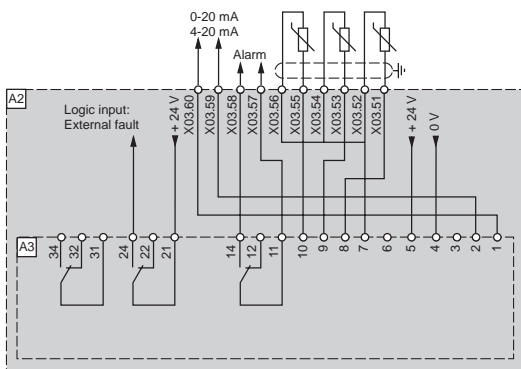 0-20 mA
4-20 mA
Alarm
A2
Logic input:
External fault
+ 24 V
X03.60
X03.59
X03.58
X03.57
X03.56
X03.55
X03.54
X03.53
X03.52
X03.51
+ 24 V
0 V
A3
34
32
31
24
22
21
14
12
11
10
9
8
7
6
5
4
3
2
1